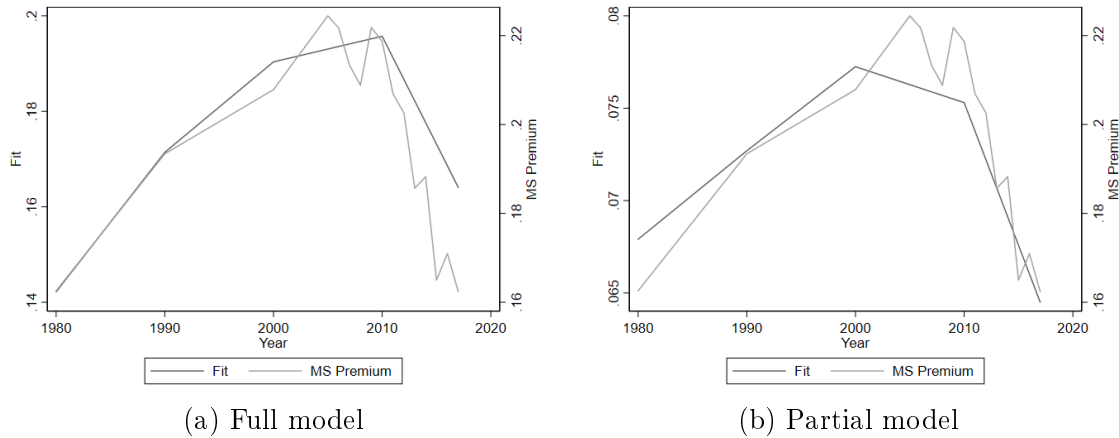 .2
.18
.16
.14
Fit
.22
.2
.18
.16
MS Premium
1980 1990 2000 2010 2020
Year
Fit MS Premium
(a) Full model
.08
.075
.07
.065
Fit
.22
.2
.18
.16
MS Premium
1980 1990 2000 2010 2020
Year
Fit MS Premium
(b) Partial model